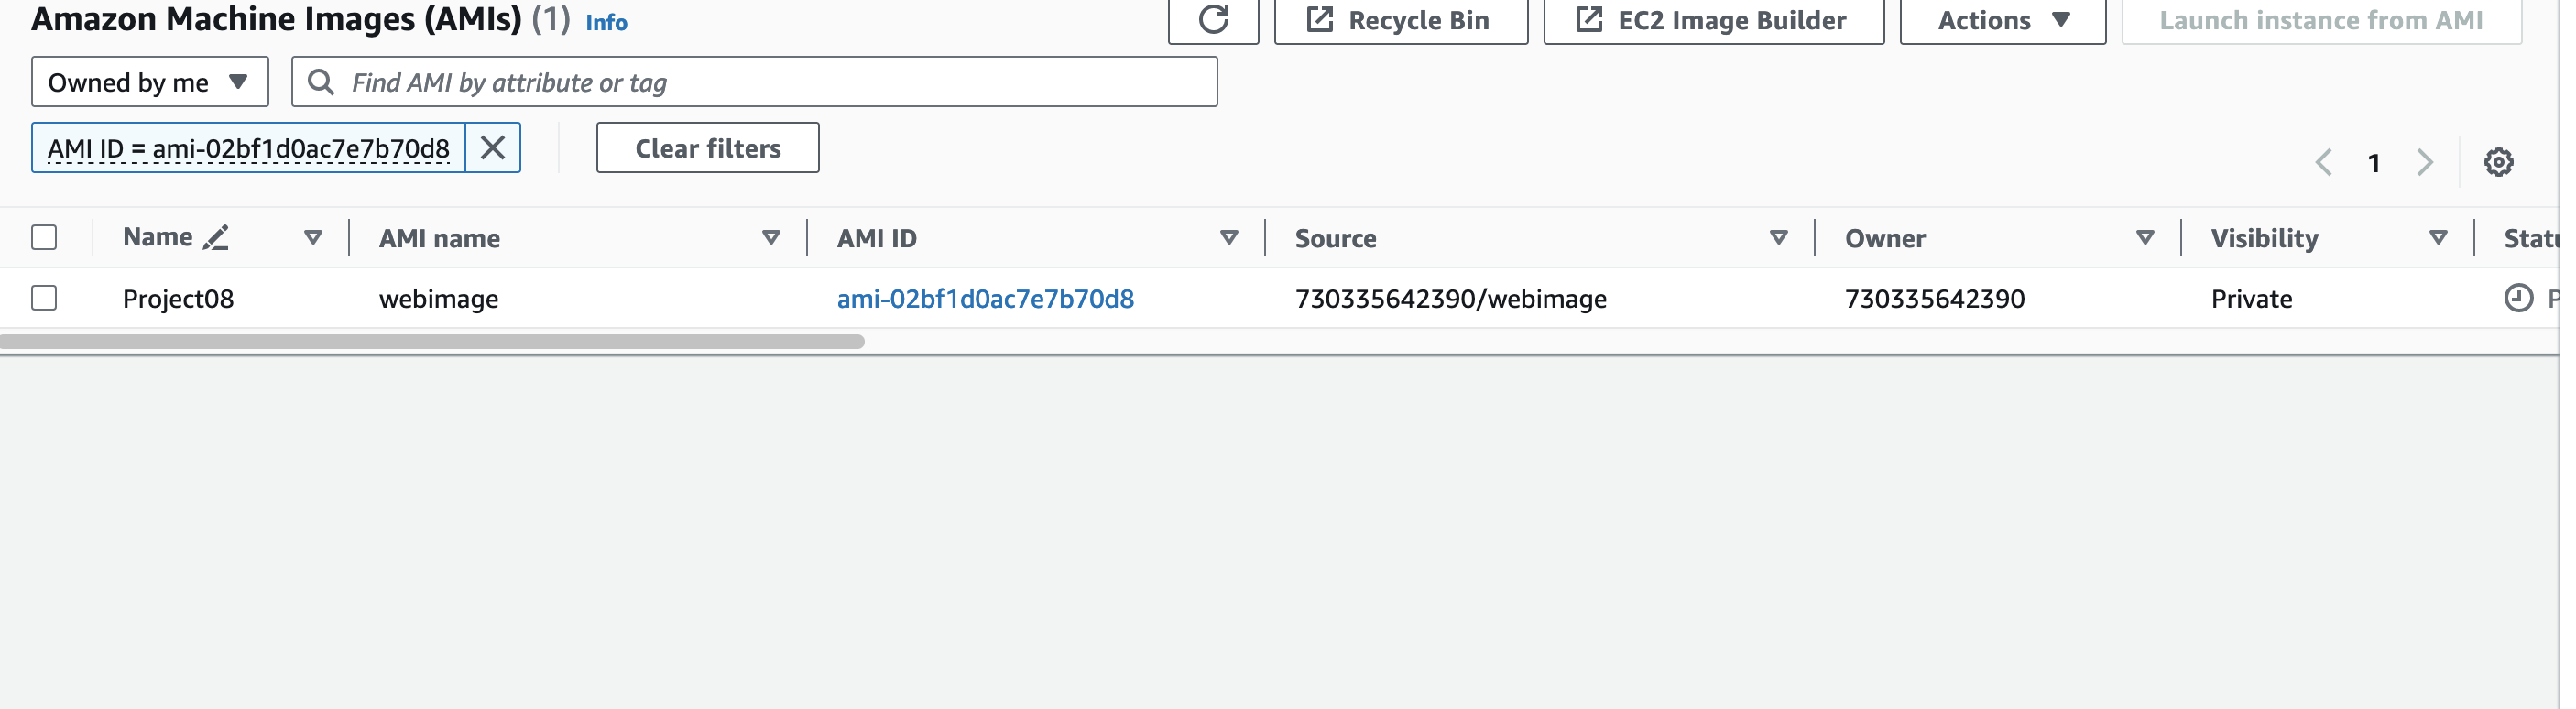 Amazon Machine Images (AMIs) (1) Info
Recycle Bin
EC2 Image Builder
Actions
Launch instance from AMI
Owned by me
Find AMI by attribute or tag
AMI ID = ami-02bf1d0ac7e7b70d8
Clear filters
1
Name AMI name AMI ID Source Owner Visibility
Project08 webimage ami-02bf1d0ac7e7b70d8 730335642390/webimage 730335642390 Private